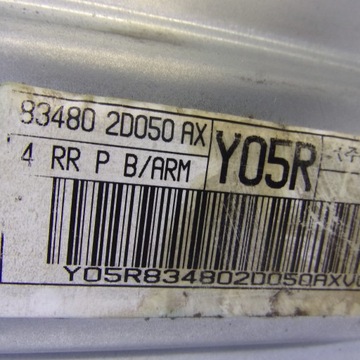 83480 2D050 AX
Y05R
4 RR P B/ARM
Y05R834802D050AXV